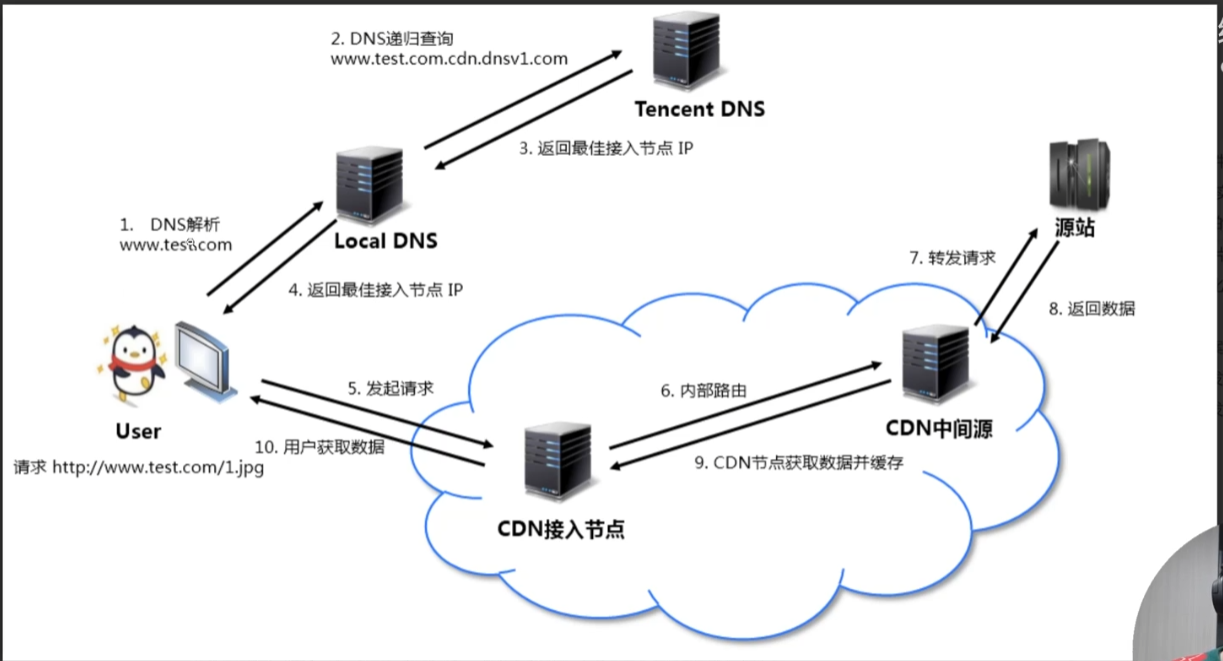 2. DNS递归查询
www.test.com.cdn.dnsv1.com
Tencent DNS
3. 返回最佳接入节点 IP
1. DNS解析
www.test.com
Local DNS
4. 返回最佳接入节点 IP
源站
7. 转发请求
8. 返回数据
5. 发起请求
6. 内部路由
User
10. 用户获取数据
CDN中间源
请求 http://www.test.com/1.jpg
9. CDN节点获取数据并缓存
CDN接入节点